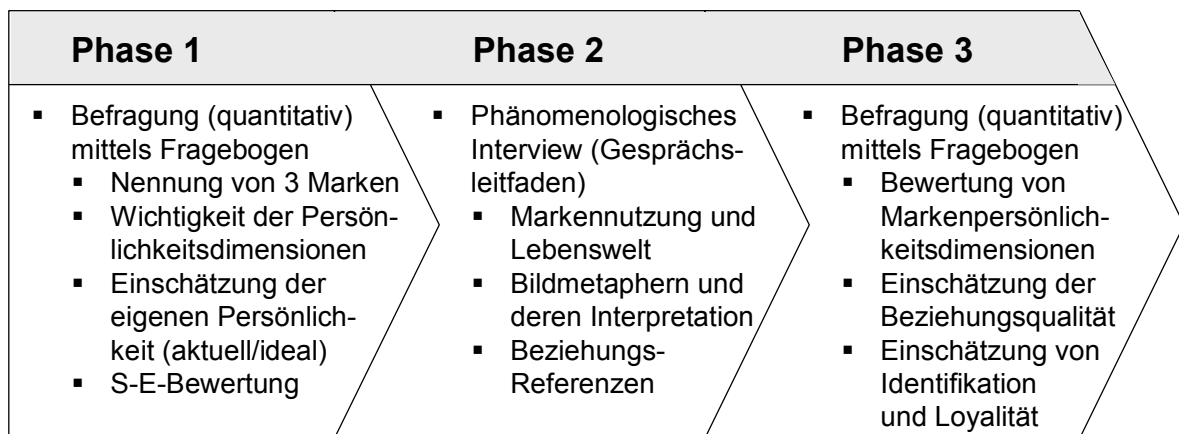 Phase 1
Phase 2
Phase 3
▪ Befragung (quantitativ)
mittels Fragebogen
▪ Nennung von 3 Marken
▪ Wichtigkeit der Persön-
lichkeitsdimensionen
▪ Einschätzung der
eigenen Persönlich-
keit (aktuell/ideal)
▪ S-E-Bewertung
▪ Phänomenologisches
Interview (Gesprächs-
leitfaden)
▪ Markennutzung und
Lebenswelt
▪ Bildmetaphern und
deren Interpretation
▪ Beziehungs-
Referenzen
▪ Befragung (quantitativ)
mittels Fragebogen
▪ Bewertung von
Markenpersönlich-
keitsdimensionen
▪ Einschätzung der
Beziehungsqualität
▪ Einschätzung von
Identifikation
und Loyalität